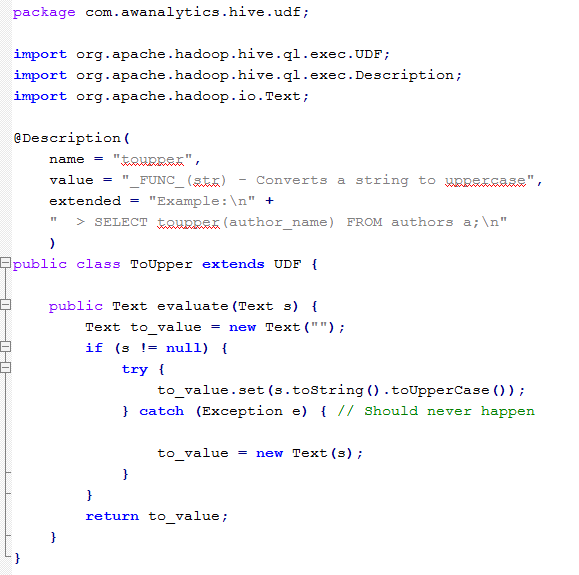 package com.awanalytics.hive.udf;
import org.apache.hadoop.hive.ql.exec.UDF;
import org.apache.hadoop.hive.ql.exec.Description;
import org.apache.hadoop.io.Text;
@Description(
    name = "toupper",
    value = "_FUNC_(str) - Converts a string to uppercase",
    extended = "Example:\n" +
    "  > SELECT toupper(author_name) FROM authors a;\n"
    )
public class ToUpper extends UDF {
    public Text evaluate(Text s) {
        Text to_value = new Text("");
        if (s != null) {
            try {
                to_value.set(s.toString().toUpperCase());
            } catch (Exception e) { // Should never happen
                to_value = new Text(s);
            }
        }
        return to_value;
    }
}